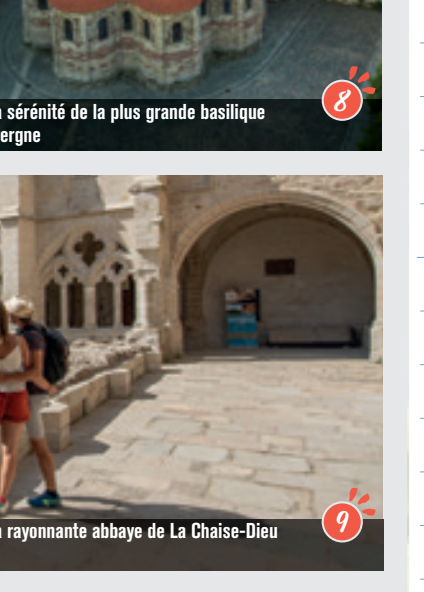 sérénité de la plus grande basilique
8
ergne
rayonnante abbaye de La Chaise-Dieu
9